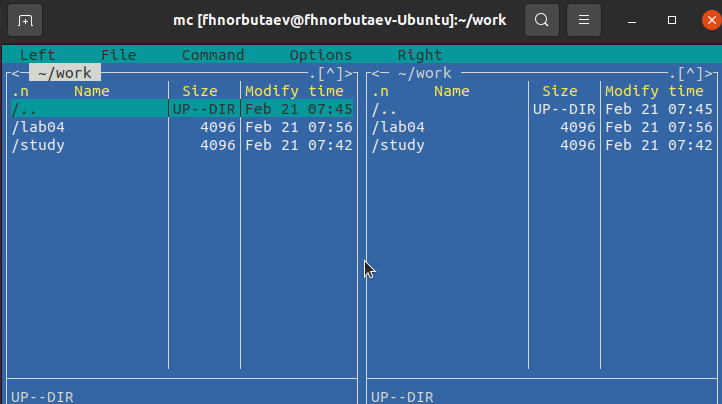 mc [fhnorbutaev@fhnorbutaev-Ubuntu]:~/work
Left File Command Options Right
<- ~/work .[^]> <- ~/work .[^]>
.n Name Size Modify time .n Name Size Modify time
/.. UP--DIR Feb 21 07:45 /.. UP--DIR Feb 21 07:45
/lab04 4096 Feb 21 07:56 /lab04 4096 Feb 21 07:56
/study 4096 Feb 21 07:42 /study 4096 Feb 21 07:42
UP--DIR UP--DIR